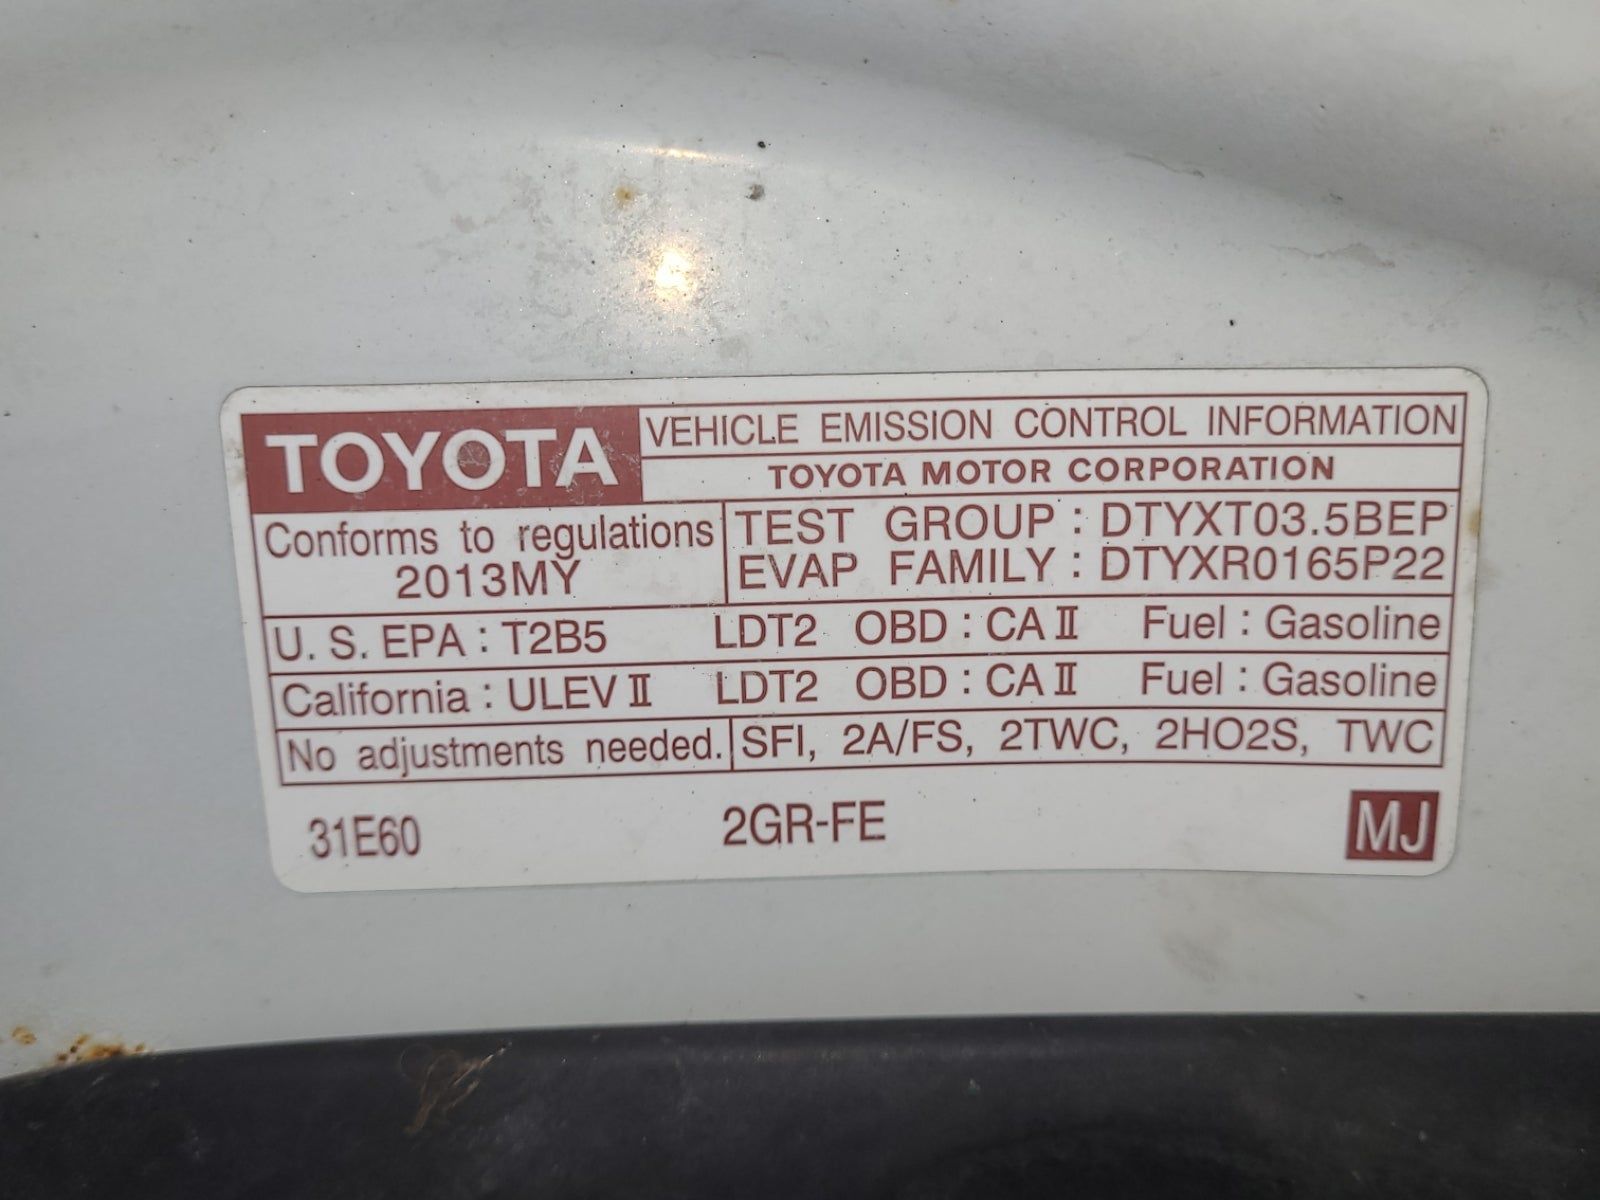 TOYOTA VEHICLE EMISSION CONTROL INFORMATION
TOYOTA MOTOR CORPORATION
Conforms to regulations
2013MY
TEST GROUP : DTYXT03.5BEP
EVAP FAMILY : DTYXR0165P22
U. S. EPA : T2B5 LDT2 OBD : CA Ⅱ Fuel : Gasoline
California : ULEV Ⅱ LDT2 OBD : CA Ⅱ Fuel : Gasoline
No adjustments needed. SFI, 2A/FS, 2TWC, 2HO2S, TWC
31E60 2GR-FE MJ